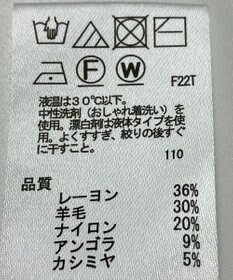 F
W
F22T
液温は30℃以下。
中性洗剤(おしゃれ着洗い)を
使用。漂白剤は液体タイプを使
用。よくすすぎ、絞りの後すぐ
に干すこと。
110
品質
レーヨン 36%
羊毛 30%
ナイロン 20%
アンゴラ 9%
カシミヤ 5%